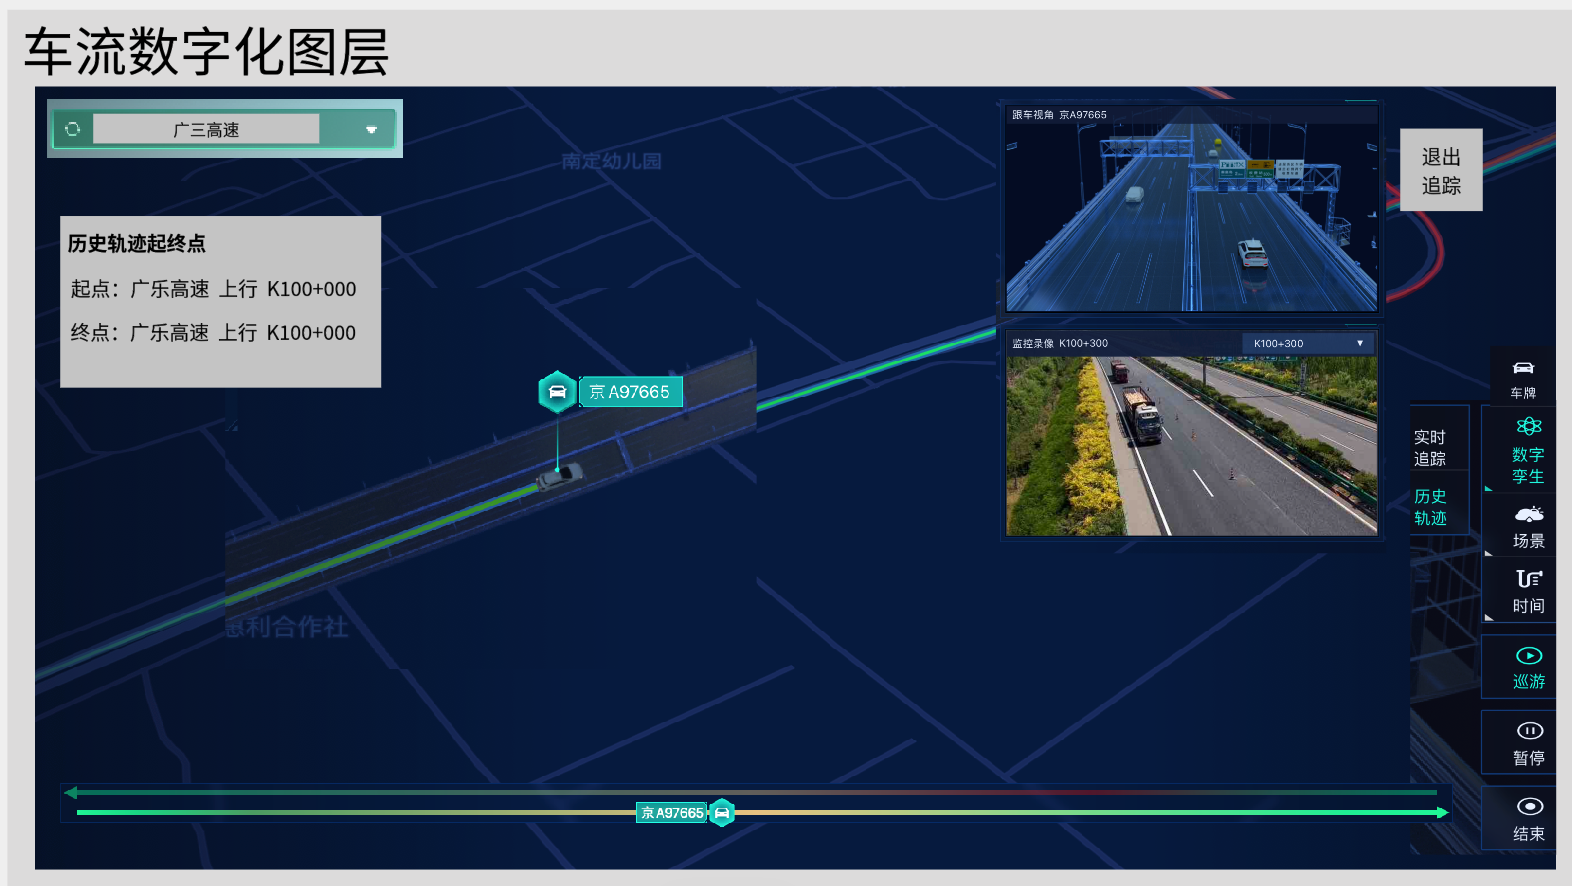 车流数字化图层
广三高速
南定幼儿园
历史轨迹起终点
起点：广乐高速 上行 K100+000
终点：广乐高速 上行 K100+000
京A97665
惠利合作社
跟车视角 京A97665
监控录像 K100+300
K100+300
退出
追踪
车牌
实时
追踪
历史
轨迹
数字
孪生
场景
时间
巡游
暂停
结束
京A97665